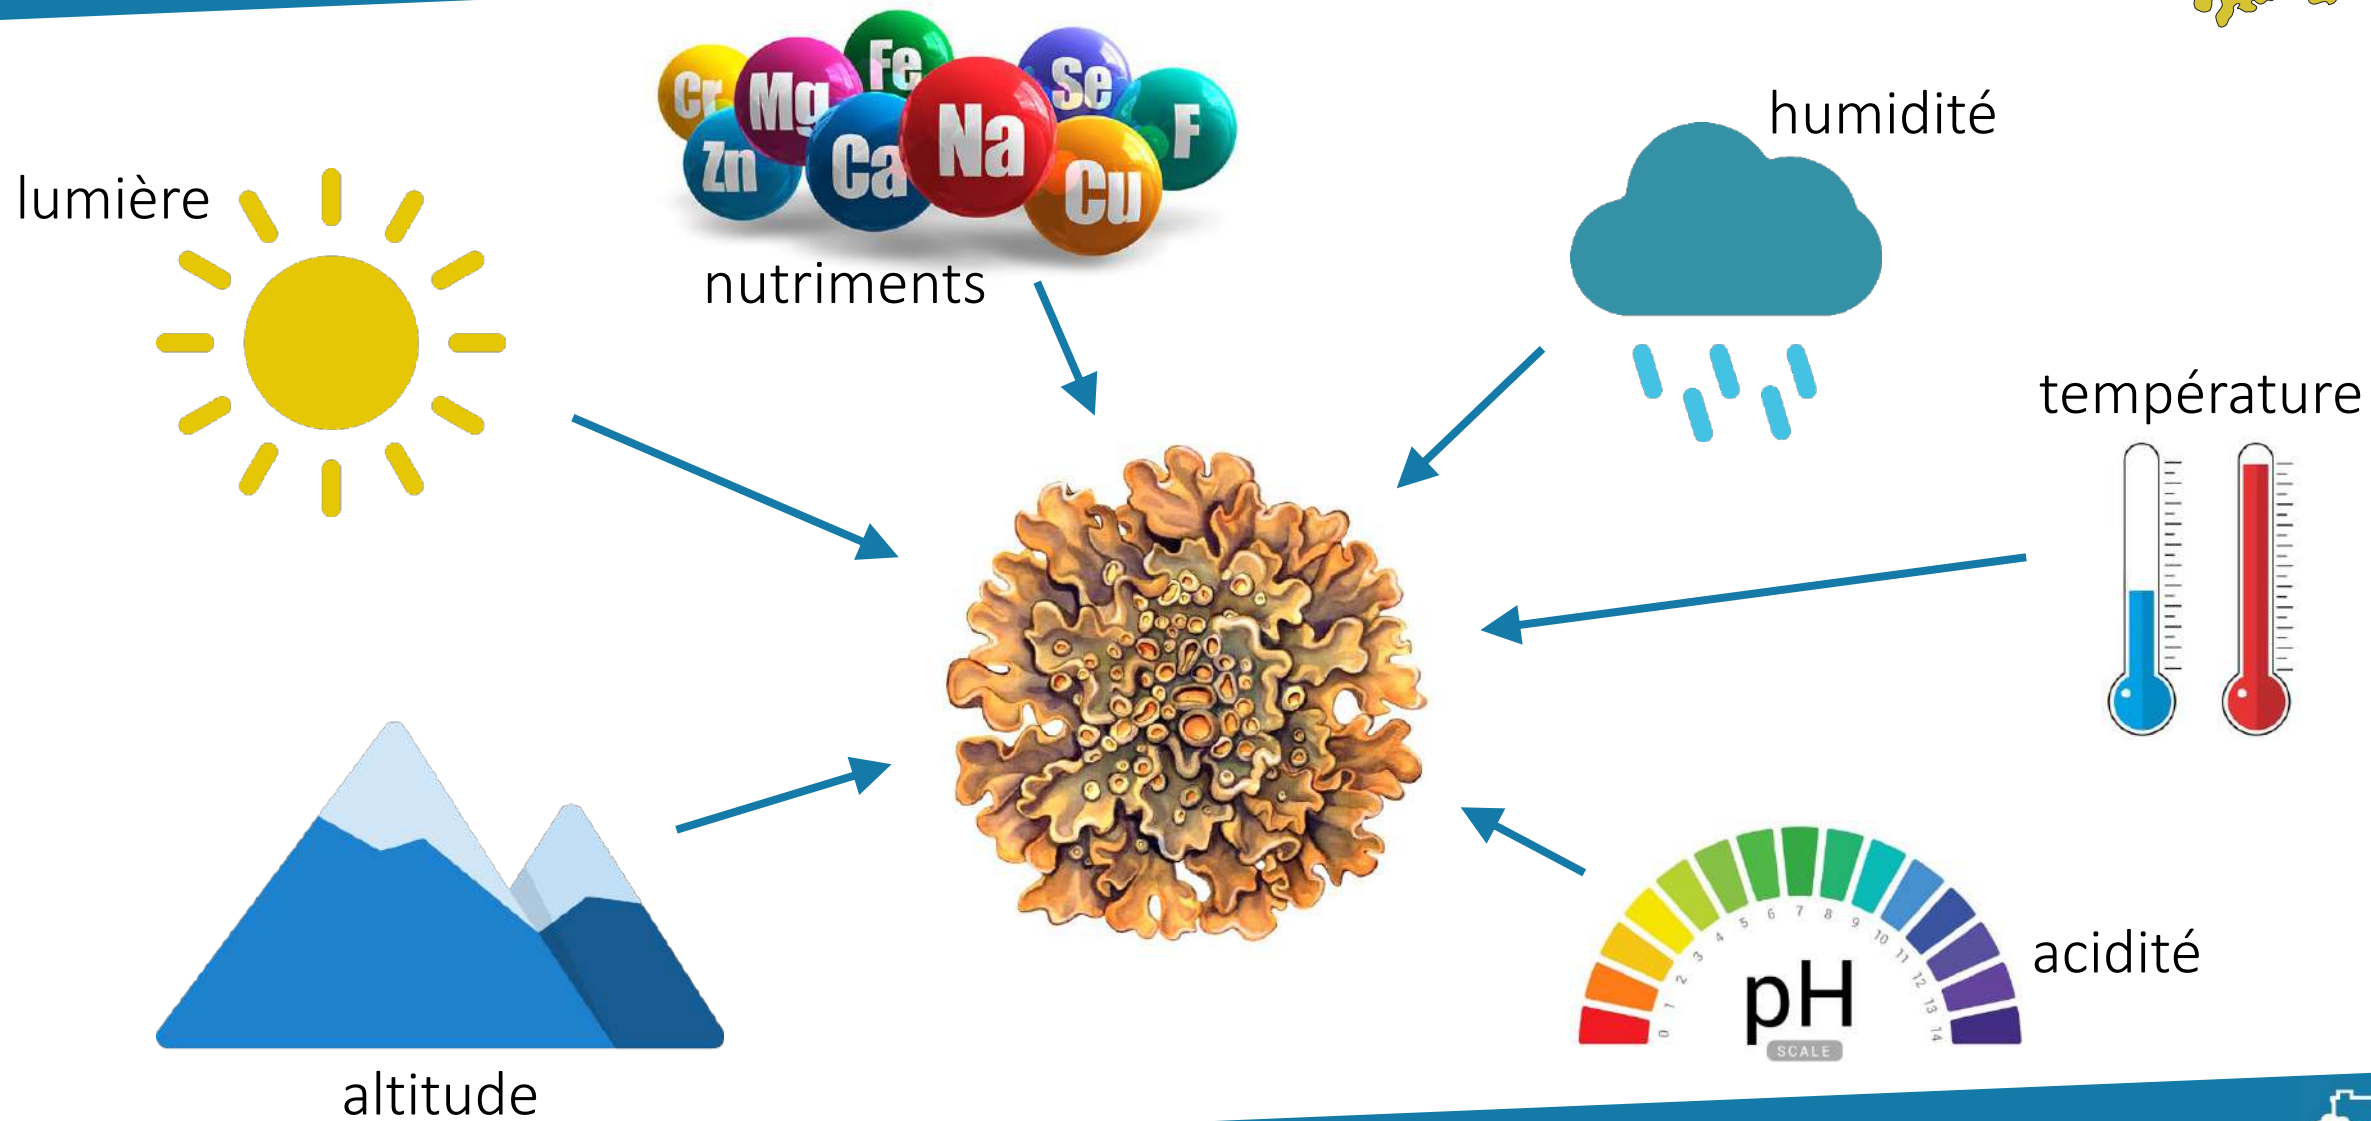 lumière
Cr
Mg
Fe
Se
F
Zn
Ca
Na
Cu
nutriments
humidité
température
altitude
0 1 2 3 4 5 6 7 8 9 10 11 12 13 14
pH
SCALE
acidité